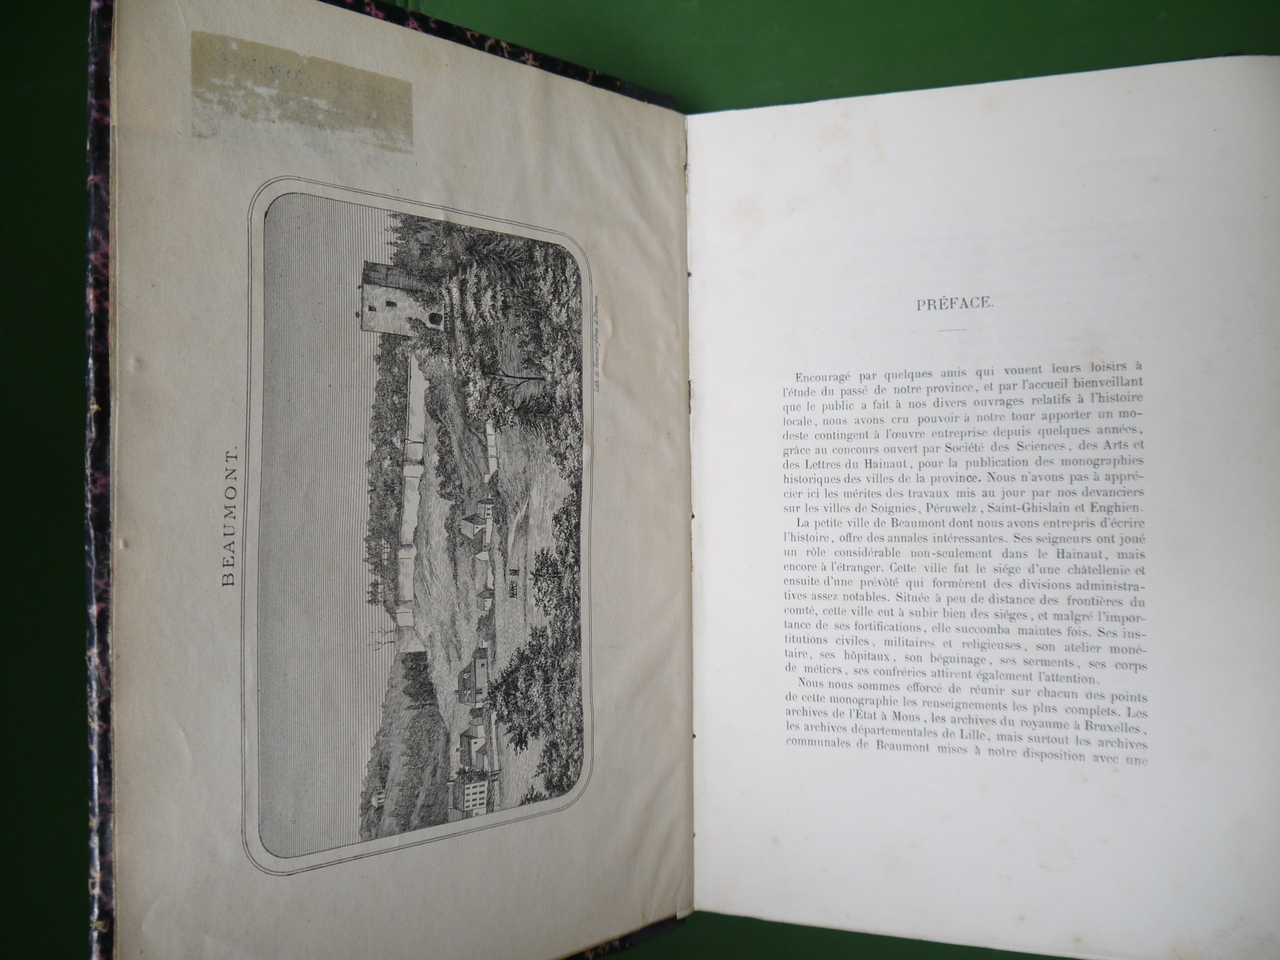 BEAUMONT.
PRÉFACE.
Encouragé par quelques amis qui vouent leurs loisirs à
l'étude du passé de notre province, et par l'accueil bienveillant
que le public a fait à nos divers ouvrages relatifs à l'histoire
locale, nous avons cru pouvoir à notre tour apporter un mo-
deste contingent à l'œuvre entreprise depuis quelques années,
grâce au concours ouvert par Société des Sciences, des Arts et
des Lettres du Hainaut, pour la publication des monographies
historiques des villes de la province. Nous n'avons pas à appré-
cier ici les mérites des travaux mis au jour par nos devanciers
sur les villes de Soignies, Péruwelz, Saint-Ghislain et Enghien.
La petite ville de Beaumont dont nous avons entrepris d'écrire
l'histoire, offre des annales intéressantes. Ses seigneurs ont joué
un rôle considérable non-seulement dans le Hainaut, mais
encore à l'étranger. Cette ville fut le siége d'une châtellenie et
ensuite d'une prévôté qui formèrent des divisions administra-
tives assez notables. Située à peu de distance des frontières du
comté, cette ville eut à subir bien des siéges, et malgré l'impor-
tance de ses fortifications, elle succomba maintes fois. Ses ins-
titutions civiles, militaires et religieuses, son atelier moné-
taire, ses hôpitaux, son béguinage, ses serments, ses corps
de métiers, ses confréries attirent également l'attention.
Nous nous sommes efforcé de réunir sur chacun des points
de cette monographie les renseignements les plus complets. Les
archives de l'État à Mons, les archives du royaume à Bruxelles,
les archives départementales de Lille, mais surtout les archives
communales de Beaumont mises à notre disposition avec une